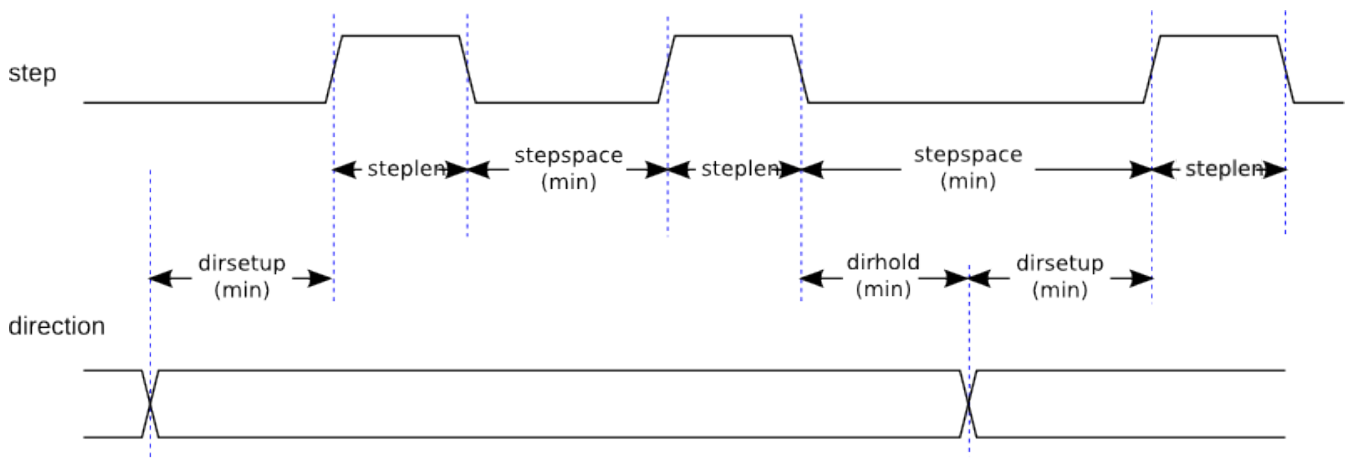 step
steplen
stepspace
(min)
steplen
stepspace
(min)
steplen
dirsetup
(min)
dirhold
(min)
dirsetup
(min)
direction